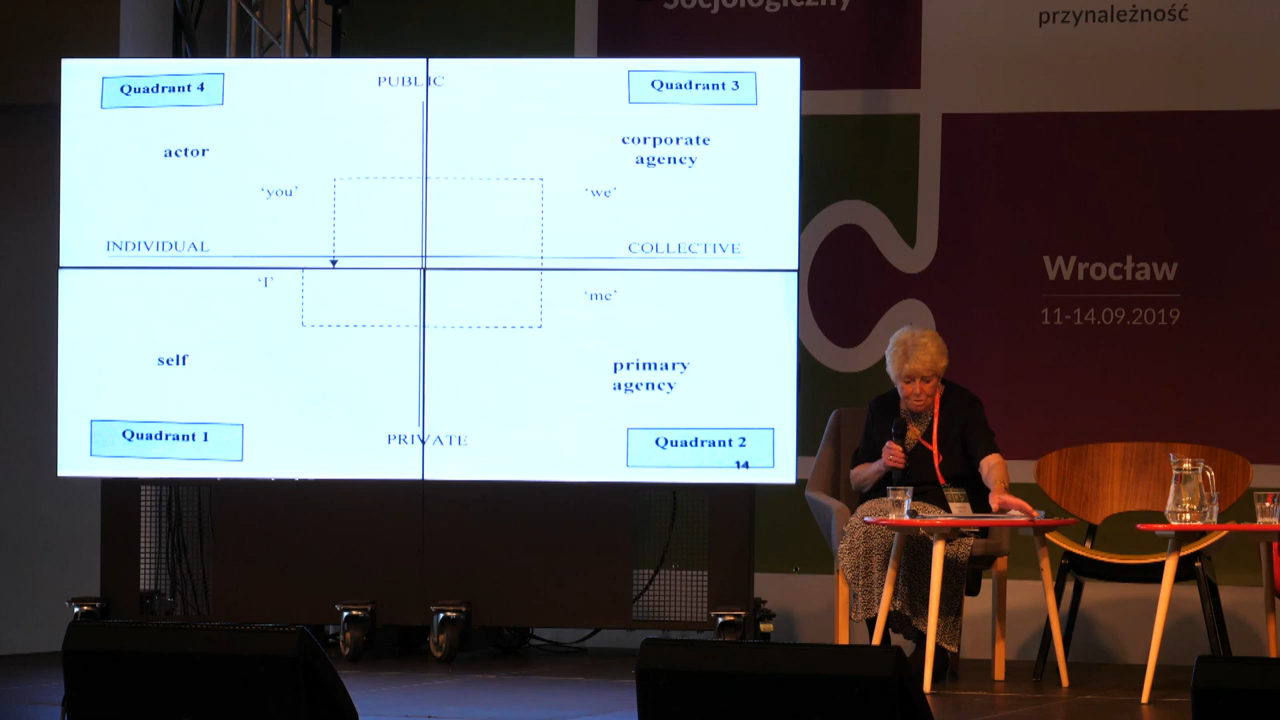 Socjologiczny
przynależność
Quadrant 4
PUBLIC
Quadrant 3
actor
corporate
agency
‘you’
‘we’
INDIVIDUAL
COLLECTIVE
‘I’
‘me’
self
primary
agency
Quadrant 1
PRIVATE
Quadrant 2
14
Wrocław
11-14.09.2019